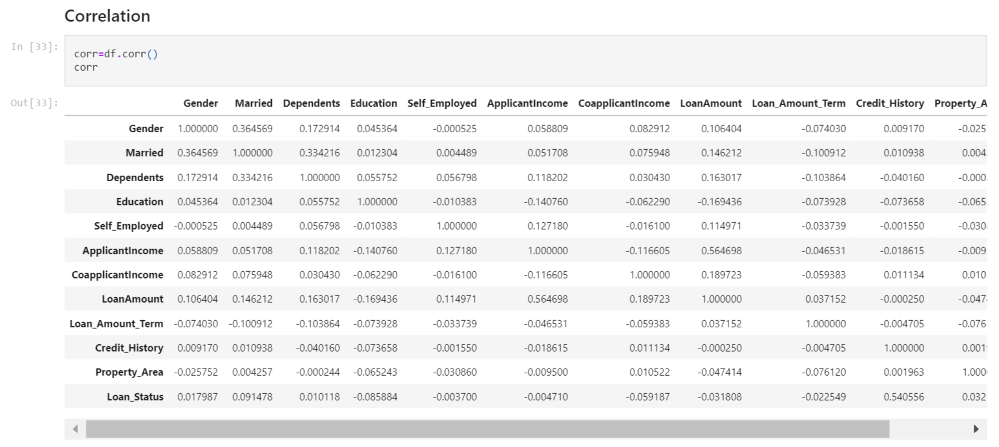 Correlation
In [33]:
corr=df.corr()
corr
Out[33]:
Gender Married Dependents Education Self_Employed ApplicantIncome CoapplicantIncome LoanAmount Loan_Amount_Term Credit_History Property_A
Gender 1.000000 0.364569 0.172914 0.045364 -0.000525 0.058809 0.082912 0.106404 -0.074030 0.009170 -0.025
Married 0.364569 1.000000 0.334216 0.012304 0.004489 0.051708 0.075948 0.146212 -0.100912 0.010938 0.004
Dependents 0.172914 0.334216 1.000000 0.055752 0.056798 0.118202 0.030430 0.163017 -0.103864 -0.040160 -0.000
Education 0.045364 0.012304 0.055752 1.000000 -0.010383 -0.140760 -0.062290 -0.169436 -0.073928 -0.073658 -0.065
Self_Employed -0.000525 0.004489 0.056798 -0.010383 1.000000 0.127180 -0.016100 0.114971 -0.033739 -0.001550 -0.030
ApplicantIncome 0.058809 0.051708 0.118202 -0.140760 0.127180 1.000000 -0.116605 0.564698 -0.046531 -0.018615 -0.009
CoapplicantIncome 0.082912 0.075948 0.030430 -0.062290 -0.016100 -0.116605 1.000000 0.189723 -0.059383 0.011134 0.010
LoanAmount 0.106404 0.146212 0.163017 -0.169436 0.114971 0.564698 0.189723 1.000000 0.037152 -0.000250 -0.047
Loan_Amount_Term -0.074030 -0.100912 -0.103864 -0.073928 -0.033739 -0.046531 -0.059383 0.037152 1.000000 -0.004705 -0.076
Credit_History 0.009170 0.010938 -0.040160 -0.073658 -0.001550 -0.018615 0.011134 -0.000250 -0.004705 1.000000 0.001
Property_Area -0.025752 0.004257 -0.000244 -0.065243 -0.030860 -0.009500 0.010522 -0.047414 -0.076120 0.001963 1.000
Loan_Status 0.017987 0.091478 0.010118 -0.085884 -0.003700 -0.004710 -0.059187 -0.031808 -0.022549 0.540556 0.032